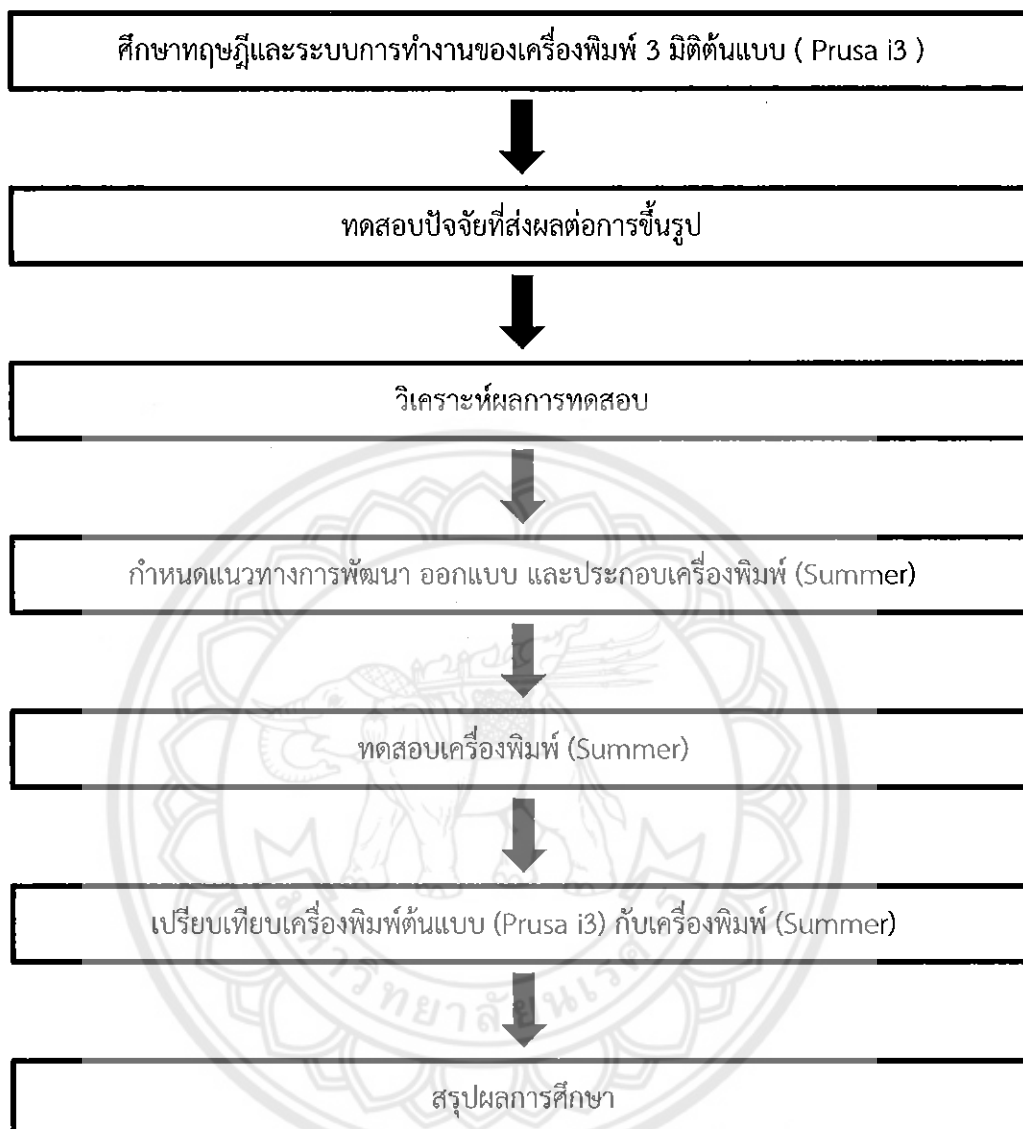 ศึกษาทฤษฎีและระบบการทำงานของเครื่องพิมพ์ 3 มิติต้นแบบ ( Prusa i3 )
ทดสอบปัจจัยที่ส่งผลต่อการขึ้นรูป
วิเคราะห์ผลการทดสอบ
กำหนดแนวทางการพัฒนา ออกแบบ และประกอบเครื่องพิมพ์ (Summer)
ทดสอบเครื่องพิมพ์ (Summer)
เปรียบเทียบเครื่องพิมพ์ต้นแบบ (Prusa i3) กับเครื่องพิมพ์ (Summer)
สรุปผลการศึกษา